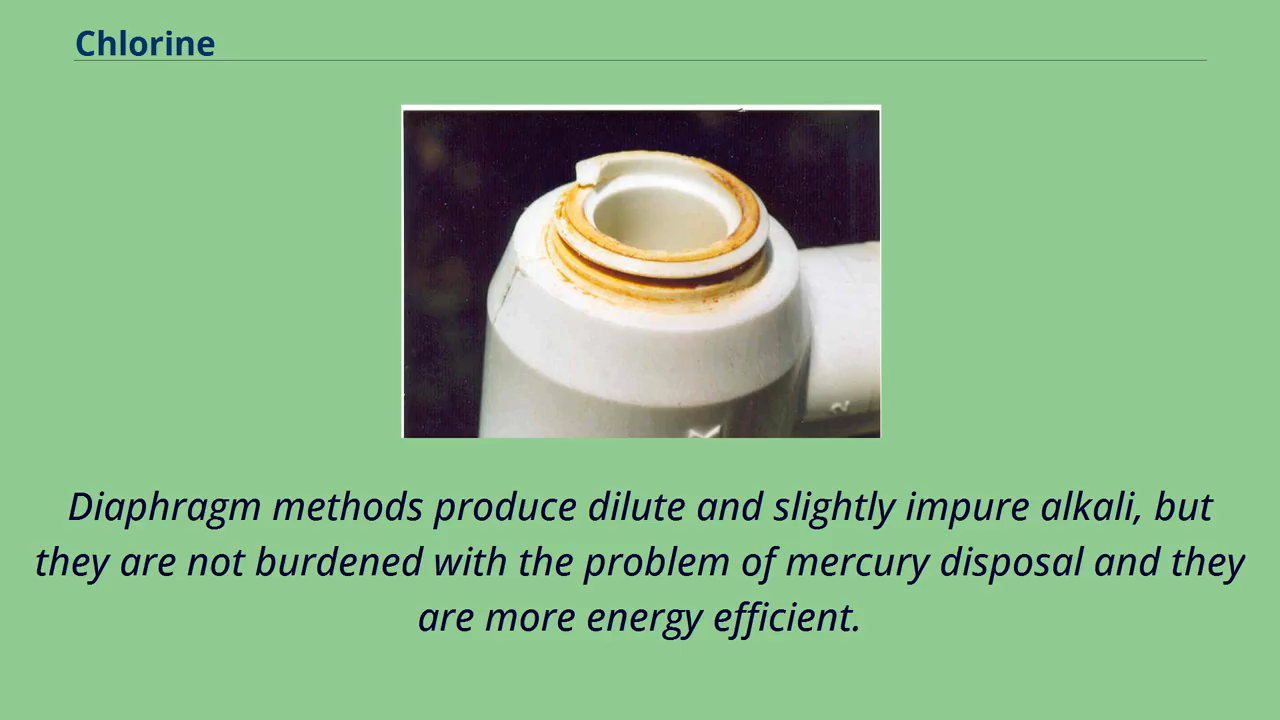 Chlorine
Diaphragm methods produce dilute and slightly impure alkali, but
they are not burdened with the problem of mercury disposal and they
are more energy efficient.